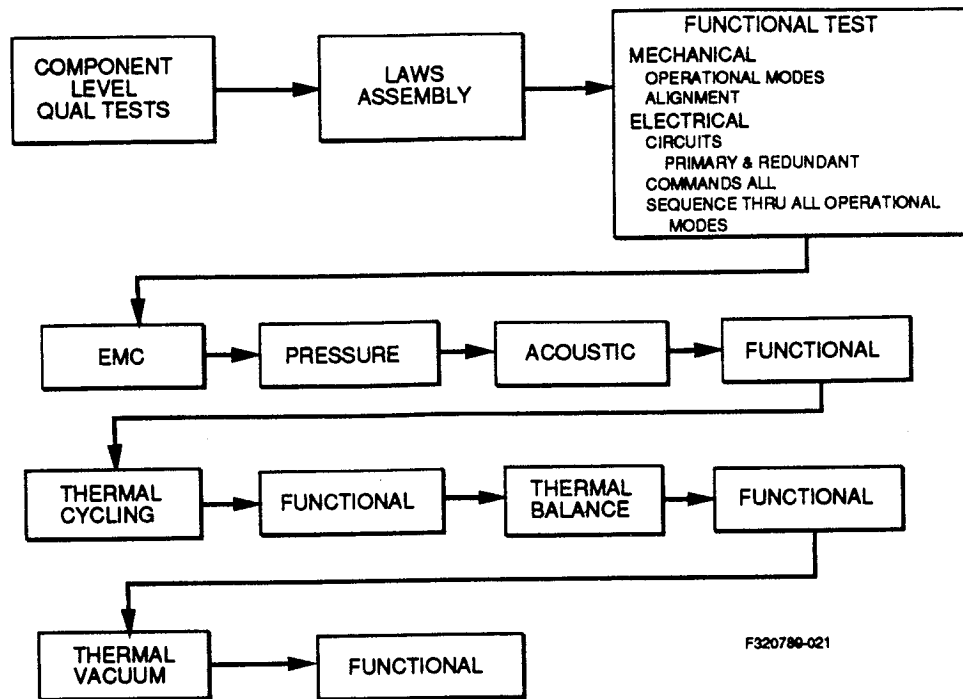 COMPONENT
LEVEL
QUAL TESTS
LAWS
ASSEMBLY
FUNCTIONAL TEST
MECHANICAL
OPERATIONAL MODES
ALIGNMENT
ELECTRICAL
CIRCUITS
PRIMARY & REDUNDANT
COMMANDS ALL
SEQUENCE THRU ALL OPERATIONAL
MODES
EMC
PRESSURE
ACOUSTIC
FUNCTIONAL
THERMAL
CYCLING
FUNCTIONAL
THERMAL
BALANCE
FUNCTIONAL
THERMAL
VACUUM
FUNCTIONAL
F320789-021